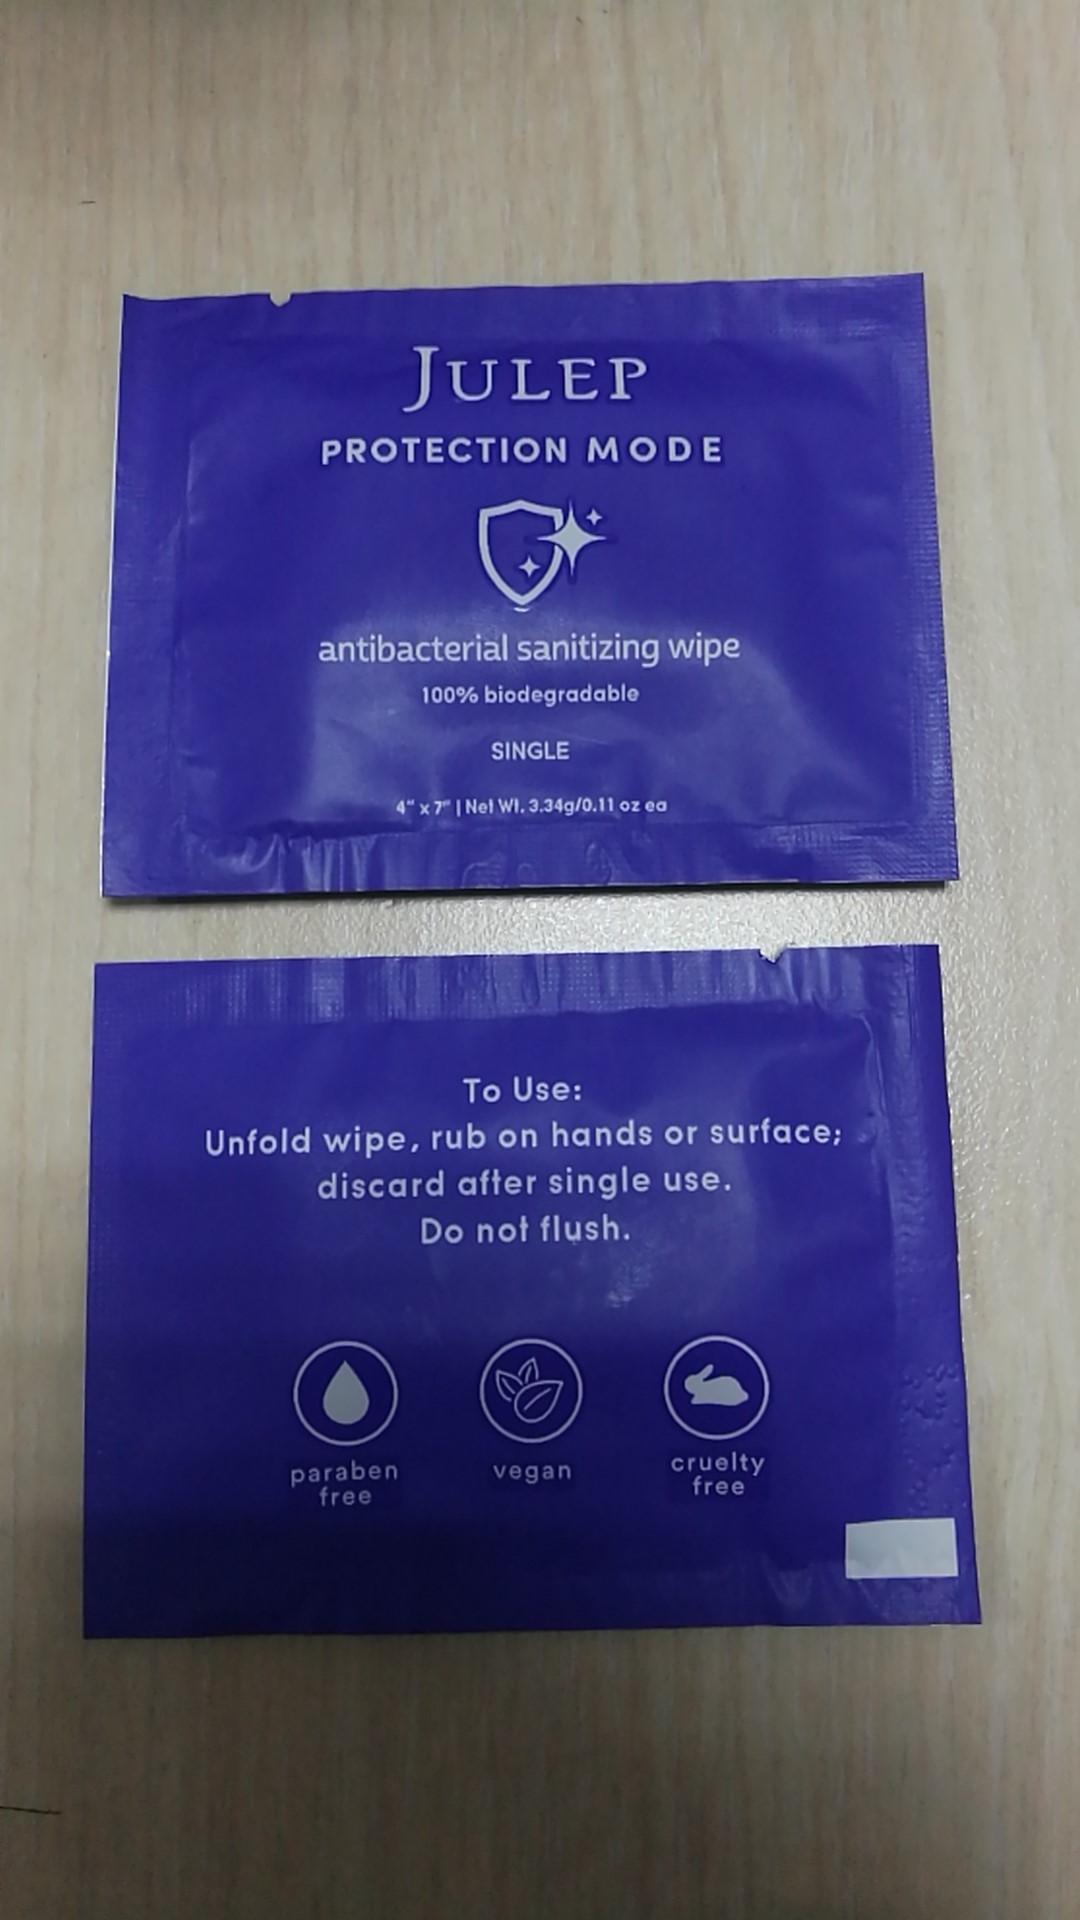 JULEP
PROTECTION MODE
antibacterial sanitizing wipe
100% biodegradable
SINGLE
4" x 7" | Net Wt. 3.34g/0.11 oz ea
To Use:
Unfold wipe, rub on hands or surface;
discard after single use.
Do not flush.
paraben free
vegan
cruelty free